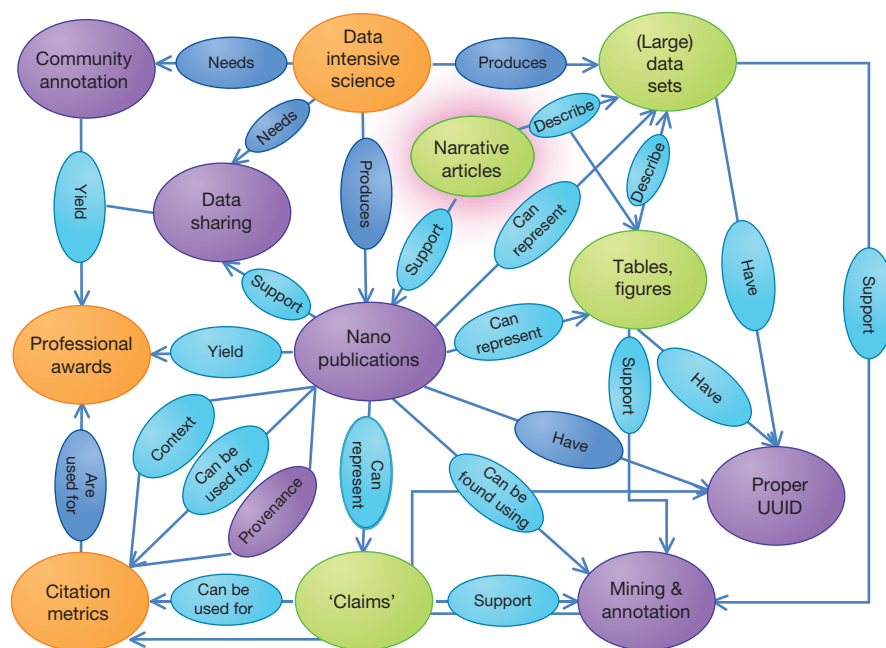 Community
annotation
Needs
Data
intensive
science
Produces
(Large)
data
sets
Needs
Describe
Narrative
articles
Describe
Yield
Data
sharing
Produces
Can
represent
Support
Have
Support
Tables,
figures
Support
Professional
awards
Yield
Nano
publications
Can
represent
Support
Have
Context
Can be
used for
Provenance
Can
represent
Can be
found using
Have
Are
used for
Proper
UUID
Citation
metrics
Can be
used for
‘Claims’
Support
Mining &
annotation